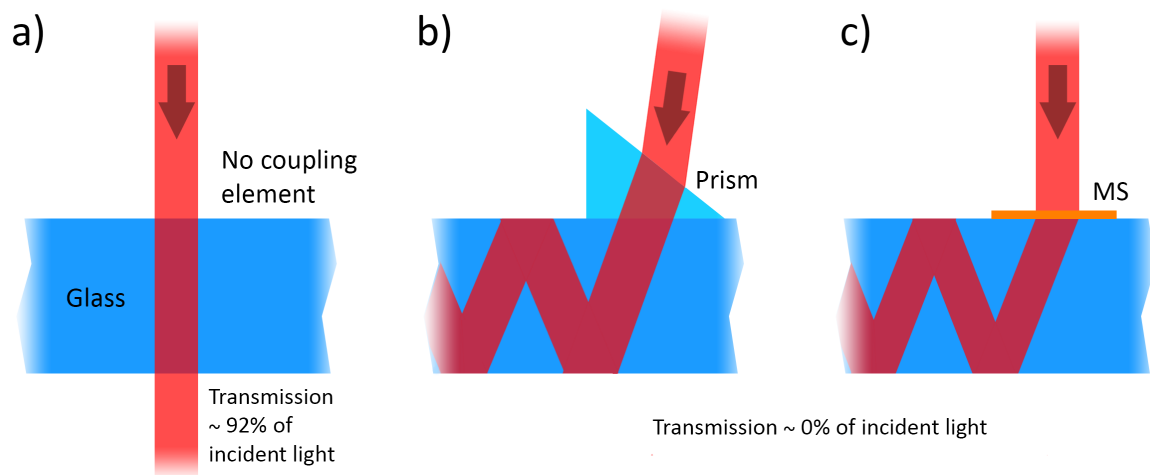 a)
No coupling
element
Glass
Transmission
~ 92% of
incident light
b)
Prism
c)
MS
Transmission ~ 0% of incident light